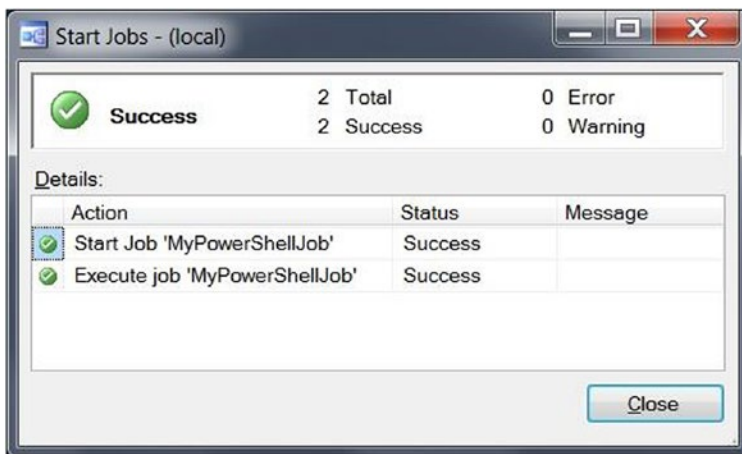 Start Jobs - (local)
Success
2 Total 0 Error
2 Success 0 Warning
Details:
Action Status Message
Start Job 'MyPowerShellJob' Success
Execute job 'MyPowerShellJob' Success
Close